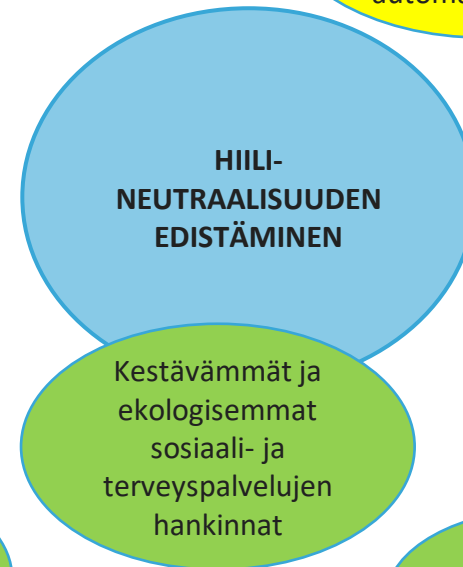 HIILI-
NEUTRAALISUUDEN
EDISTÄMINEN
Kestävämmät ja
ekologisemmat
sosiaali- ja
terveyspalvelujen
hankinnat